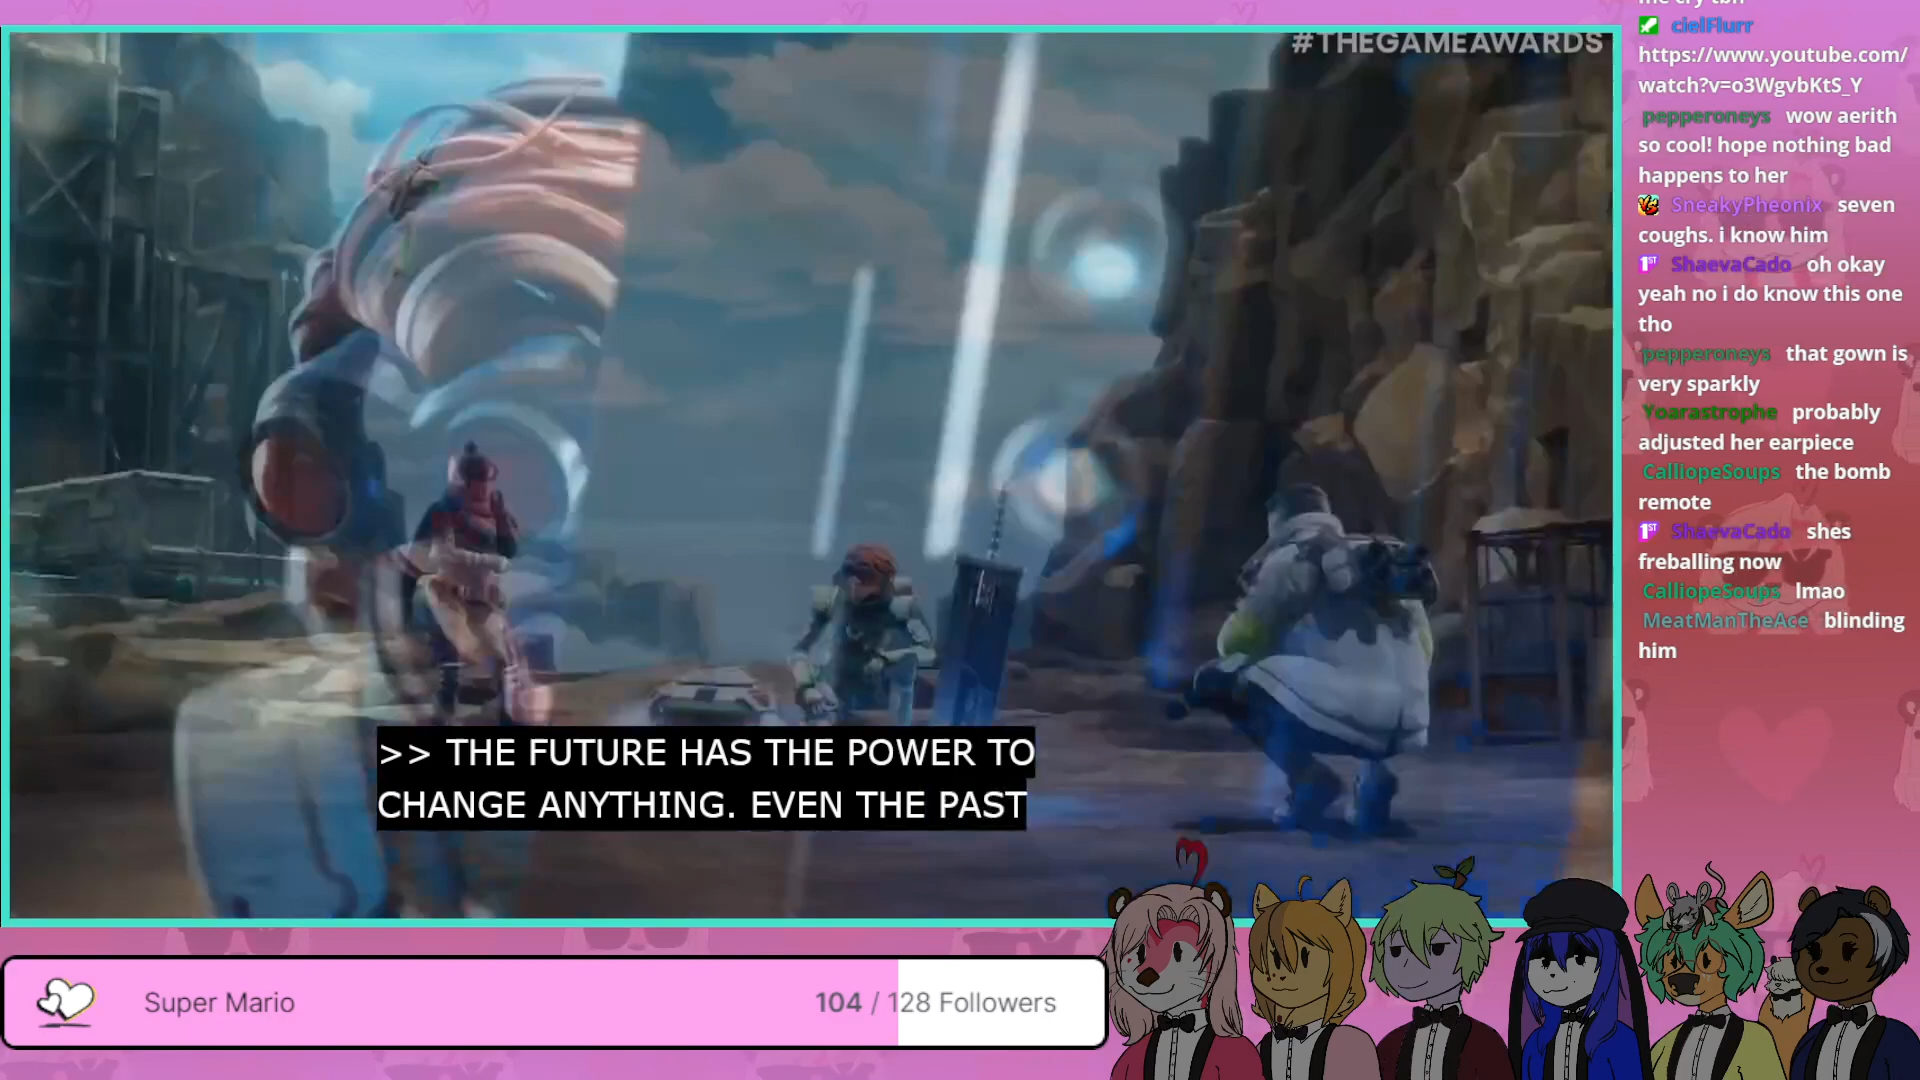 #THEGAMEAWARDS
>> THE FUTURE HAS THE POWER TO
CHANGE ANYTHING. EVEN THE PAST
Super Mario
104 / 128 Followers
cielFlurr
https://www.youtube.com/
watch?v=o3WgvbKtS_Y
pepperoneys wow aerith
so cool! hope nothing bad
happens to her
SneakyPheonix seven
coughs. i know him
1ST ShaevaCado oh okay
yeah no i do know this one
tho
pepperoneys that gown is
very sparkly
Yoarastrophe probably
adjusted her earpiece
CalliopeSoups the bomb
remote
1ST ShaevaCado shes
freballing now
CalliopeSoups lmao
MeatManTheAce blinding
him